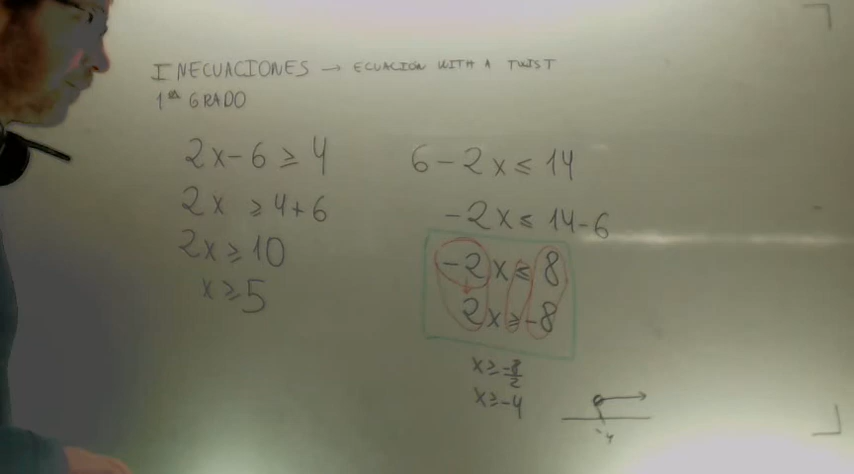 INECUACIONES → ECUACIÓN WITH A TWIST
1ER GRADO
2x-6 ≥ 4
2x ≥ 4+6
2x ≥ 10
x ≥ 5
6-2x ≤ 14
-2x ≤ 14-6
-2x ≤ 8
2x ≥ -8
x ≥ -8/2
x ≥ -4
-4